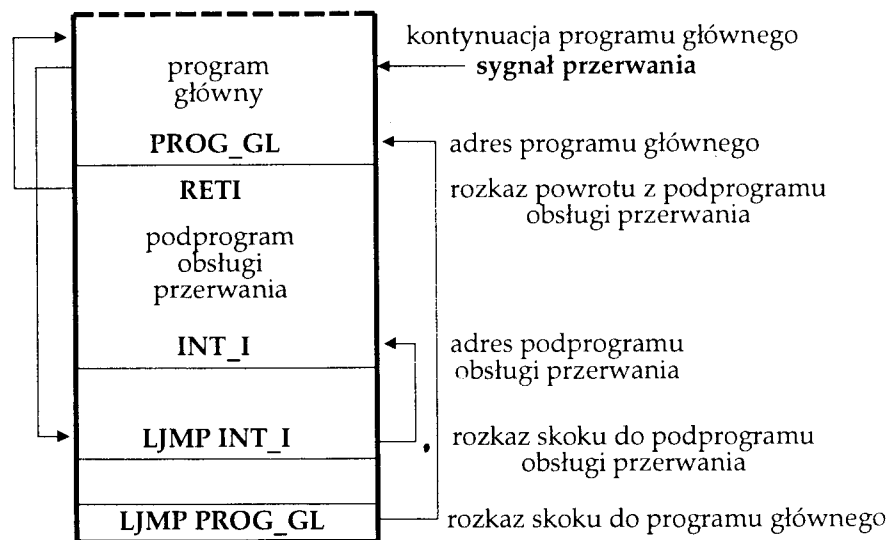 kontynuacja programu głównego
program
sygnał przerwania
główny
PROG_GL
adres programu głównego
RETI
rozkaz powrotu z podprogramu
obsługi przerwania
podprogram
obsługi
przerwania
INT_I
adres podprogramu
obsługi przerwania
LJMP INT_I
rozkaz skoku do podprogramu
obsługi przerwania
LJMP PROG_GL
rozkaz skoku do programu głównego